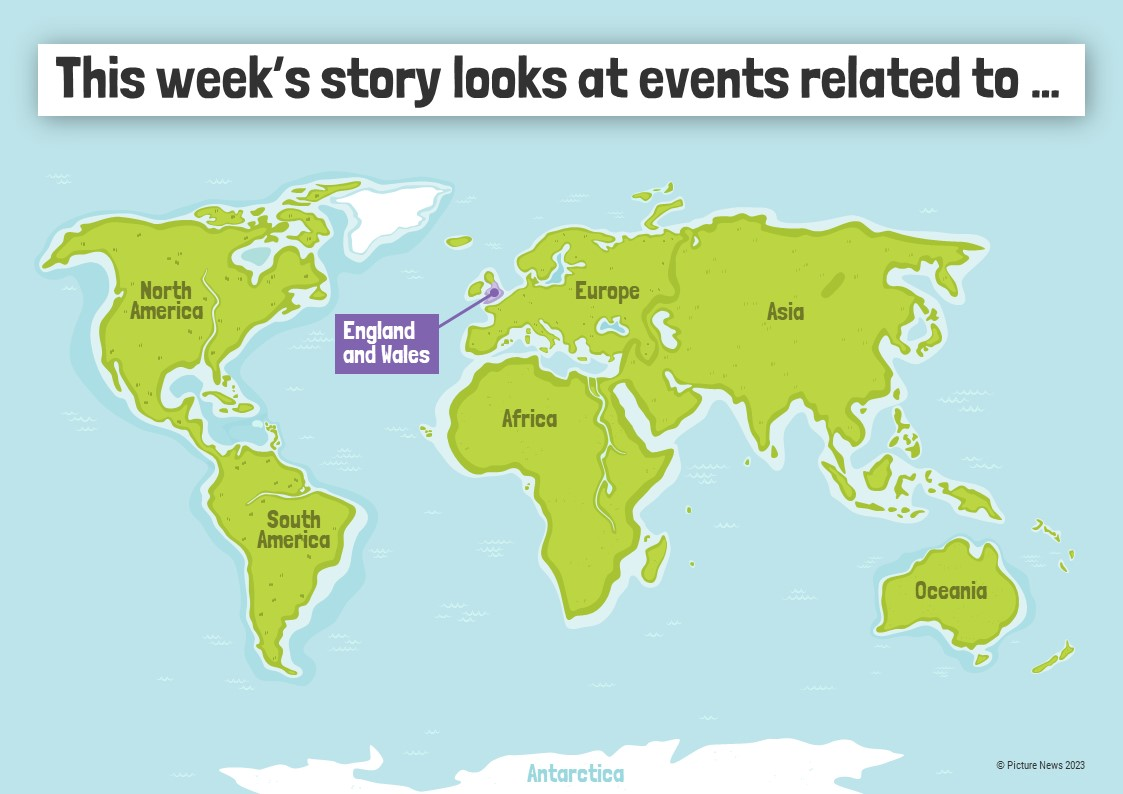 This week's story looks at events related to ...
North
America
England
and Wales
Europe
Asia
Africa
South
America
Oceania
Antarctica
© Picture News 2023